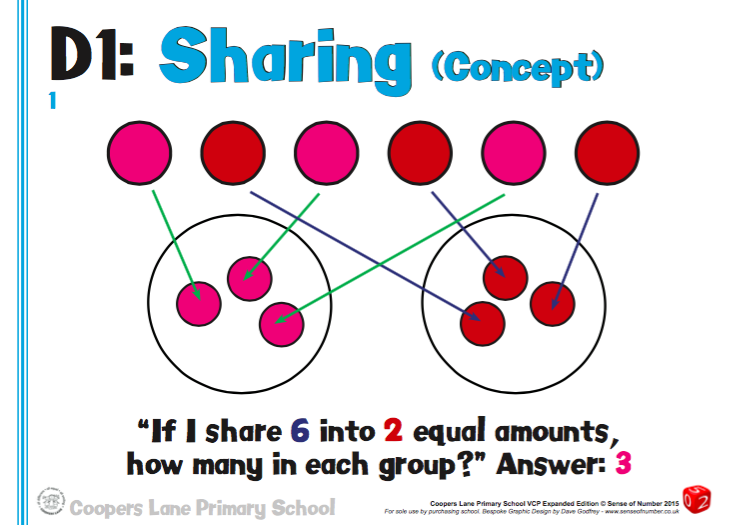 D1: Sharing (Concept)
1
“If I share 6 into 2 equal amounts,
how many in each group?” Answer: 3
Coopers Lane Primary School
Coopers Lane Primary School VCP Expanded Edition © Sense of Number 2015
For sole use by purchasing school. Bespoke Graphic Design by Dave Godfrey - www.senseofnumber.co.uk
0 2